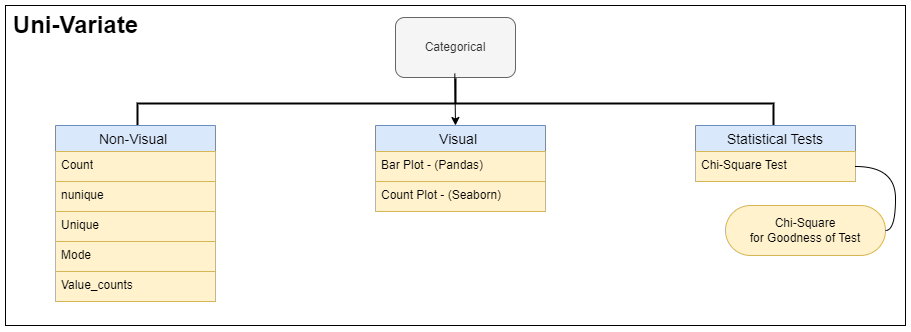 Uni-Variate
Categorical
Non-Visual
Count
nunique
Unique
Mode
Value_counts
Visual
Bar Plot - (Pandas)
Count Plot - (Seaborn)
Statistical Tests
Chi-Square Test
Chi-Square
for Goodness of Test